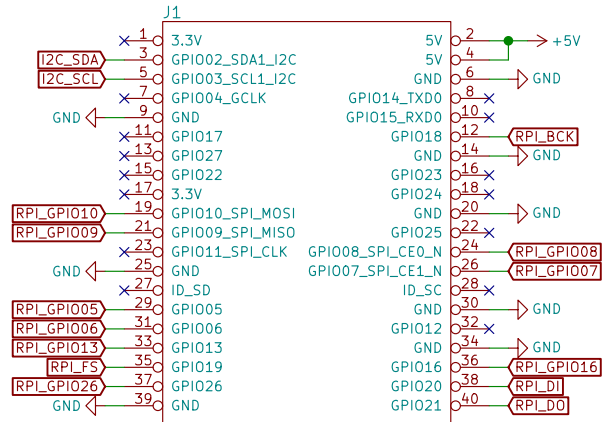 J1
1 3.3V 5V 2 +5V
I2C_SDA 3 GPIO02_SDA1_I2C 5V 4
I2C_SCL 5 GPIO03_SCL1_I2C GND 6 GND
7 GPIO04_GCLK GPIO14_TXD0 8
GND 9 GND GPIO15_RXD0 10
11 GPIO17 GPIO18 12 RPI_BCK
13 GPIO27 GND 14 GND
15 GPIO22 GPIO23 16
17 3.3V GPIO24 18
RPI_GPIO10 19 GPIO10_SPI_MOSI GND 20 GND
RPI_GPIO09 21 GPIO09_SPI_MISO GPIO25 22
23 GPIO11_SPI_CLK GPIO08_SPI_CE0_N 24 RPI_GPIO08
GND 25 GND GPIO07_SPI_CE1_N 26 RPI_GPIO07
27 ID_SD ID_SC 28
RPI_GPIO05 29 GPIO05 GND 30 GND
RPI_GPIO06 31 GPIO06 GPIO12 32
RPI_GPIO13 33 GPIO13 GND 34 GND
RPI_FS 35 GPIO19 GPIO16 36 RPI_GPIO16
RPI_GPIO26 37 GPIO26 GPIO20 38 RPI_DI
GND 39 GND GPIO21 40 RPI_DO